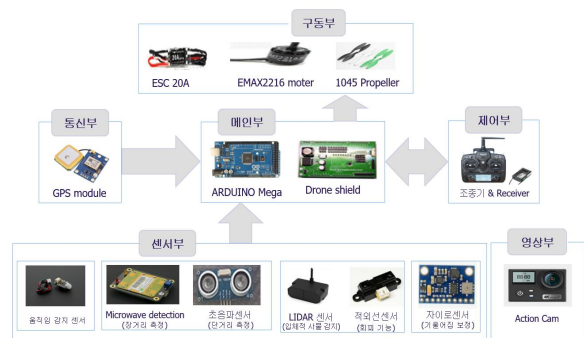 구동부
ESC 20A
EMAX2216 moter
1045 Propeller
통신부
GPS module
메인부
ARDUINO Mega
Drone shield
제어부
조종기 & Receiver
센서부
움직임 감지 센서
Microwave detection
(장거리 측정)
초음파센서
(단거리 측정)
LIDAR 센서
(입체적 사물 감지)
적외선센서
(회피 기능)
자이로센서
(기울어짐 보정)
영상부
Action Cam